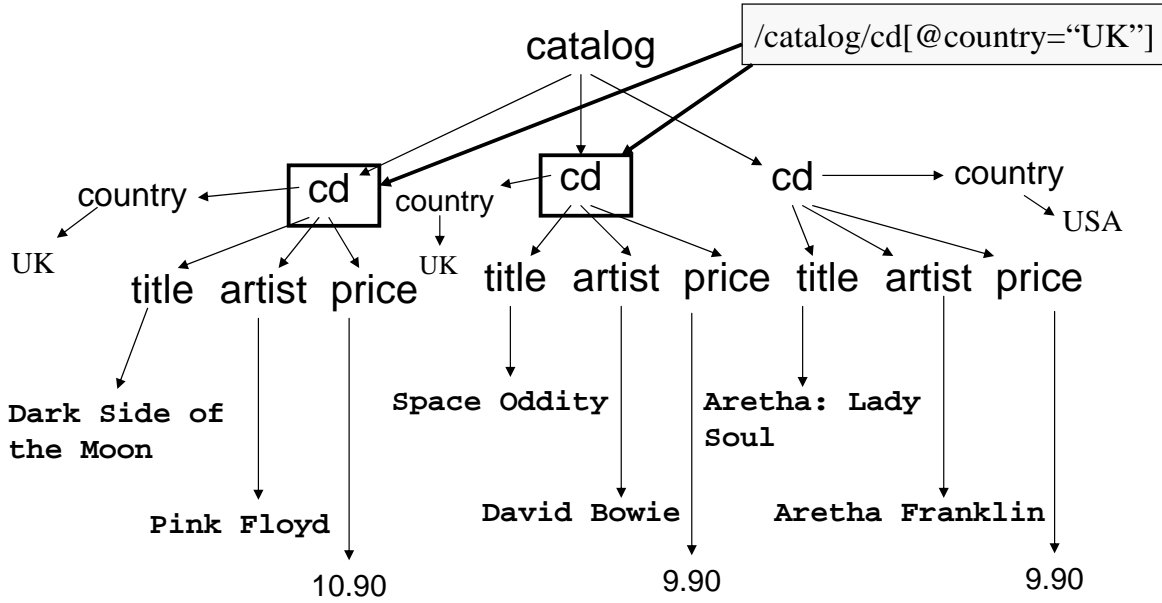 /catalog/cd[@country=“UK”]
catalog
country
cd
country
cd
cd
country
UK
UK
USA
title artist price
title artist price
title artist price
Dark Side of
the Moon
Space Oddity
Aretha: Lady
Soul
Pink Floyd
David Bowie
Aretha Franklin
10.90
9.90
9.90